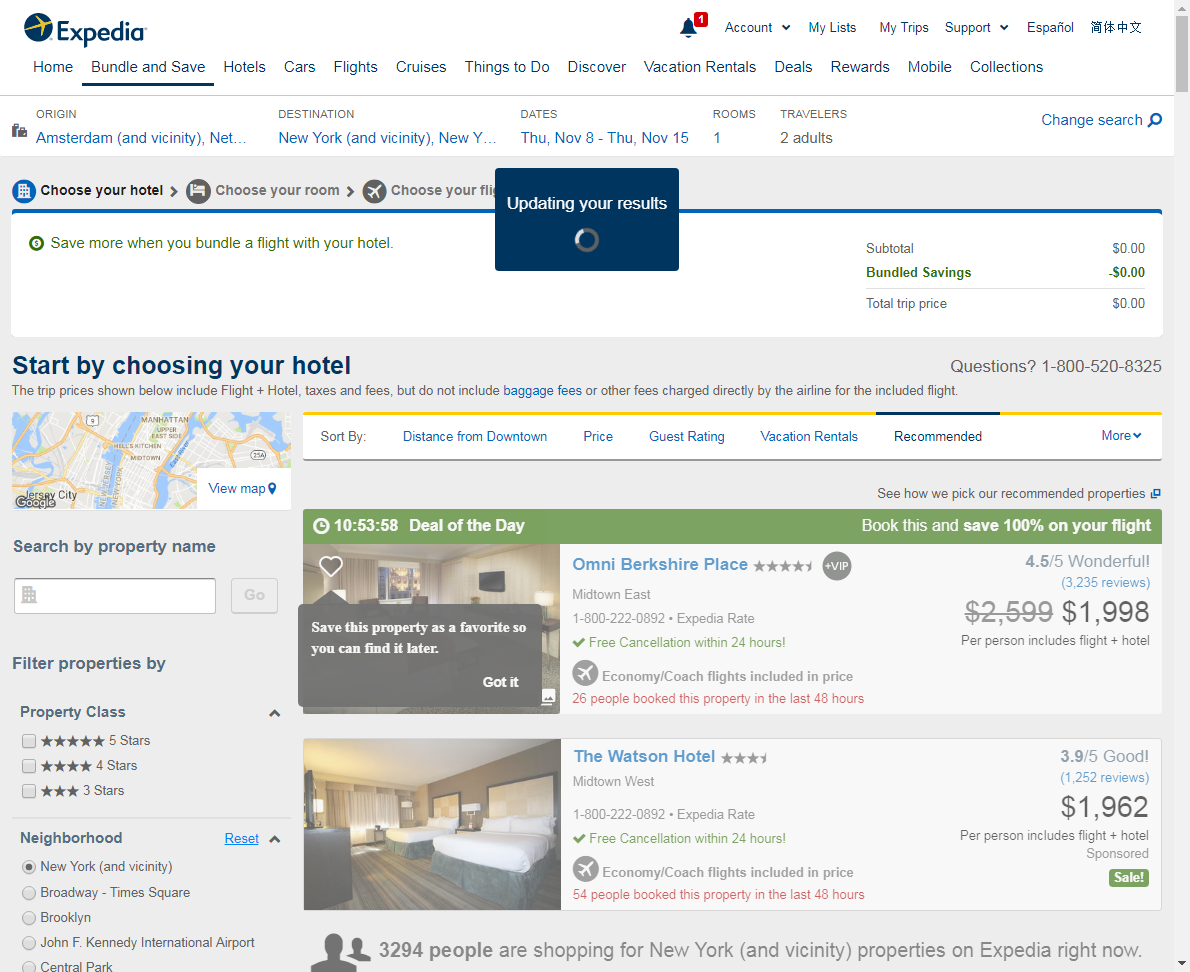 Expedia
1
Account
My Lists
My Trips
Support
Español
简体中文
Home
Bundle and Save
Hotels
Cars
Flights
Cruises
Things to Do
Discover
Vacation Rentals
Deals
Rewards
Mobile
Collections
ORIGIN
Amsterdam (and vicinity), Net...
DESTINATION
New York (and vicinity), New Y...
DATES
Thu, Nov 8 - Thu, Nov 15
ROOMS
1
TRAVELERS
2 adults
Change search
Choose your hotel
Choose your room
Choose your flig
Updating your results
Save more when you bundle a flight with your hotel.
Subtotal $0.00
Bundled Savings -$0.00
Total trip price $0.00
Start by choosing your hotel
Questions? 1-800-520-8325
The trip prices shown below include Flight + Hotel, taxes and fees, but do not include baggage fees or other fees charged directly by the airline for the included flight.
9
MANHATTAN
UPPER
EAST SIDE
HELL'S KITCHEN
MIDTOWN
East River
25A
NEW JERSEY
NEW YORK
Jersey City
Google
View map
Sort By:
Distance from Downtown
Price
Guest Rating
Vacation Rentals
Recommended
More
See how we pick our recommended properties
Search by property name
Go
Filter properties by
Property Class
5 Stars
4 Stars
3 Stars
Neighborhood
Reset
New York (and vicinity)
Broadway - Times Square
Brooklyn
John F. Kennedy International Airport
Central Park
10:53:58 Deal of the Day
Book this and save 100% on your flight
Save this property as a favorite so
you can find it later.
Got it
Omni Berkshire Place
+VIP
Midtown East
1-800-222-0892 • Expedia Rate
Free Cancellation within 24 hours!
Economy/Coach flights included in price
26 people booked this property in the last 48 hours
4.5/5 Wonderful!
(3,235 reviews)
$2,599 $1,998
Per person includes flight + hotel
The Watson Hotel
Midtown West
1-800-222-0892 • Expedia Rate
Free Cancellation within 24 hours!
Economy/Coach flights included in price
54 people booked this property in the last 48 hours
3.9/5 Good!
(1,252 reviews)
$1,962
Per person includes flight + hotel
Sponsored
Sale!
3294 people are shopping for New York (and vicinity) properties on Expedia right now.